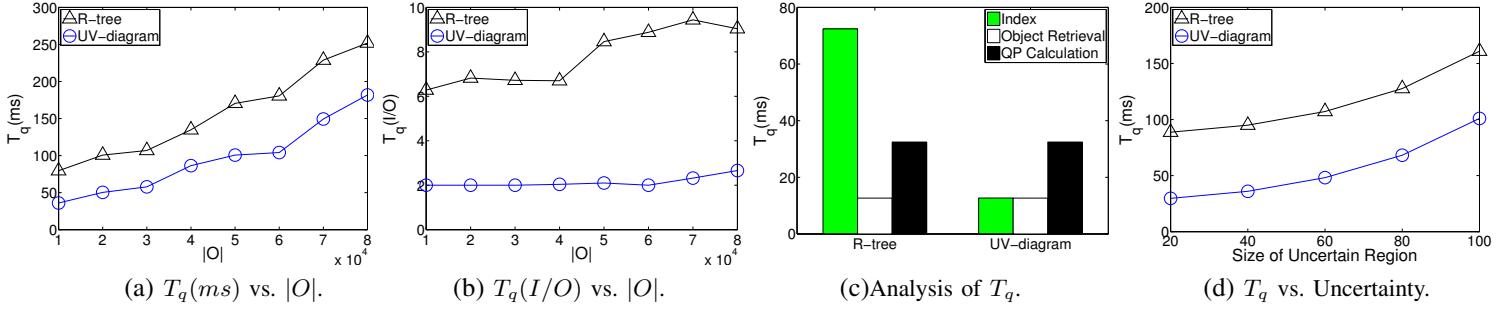 R−tree
UV−diagram
T_q(ms)
300
250
200
150
100
50
0
1 2 3 4 5 6 7 8
|O|
x 10^4
(a) T_q(ms) vs. |O|.
R−tree
UV−diagram
T_q(I/O)
10
8
6
4
2
0
1 2 3 4 5 6 7 8
|O|
x 10^4
(b) T_q(I/O) vs. |O|.
Index
Object Retrieval
QP Calculation
T_q(ms)
80
60
40
20
0
R−tree UV−diagram
(c)Analysis of T_q.
R−tree
UV−diagram
T_q(ms)
200
150
100
50
0
20 40 60 80 100
Size of Uncertain Region
(d) T_q vs. Uncertainty.